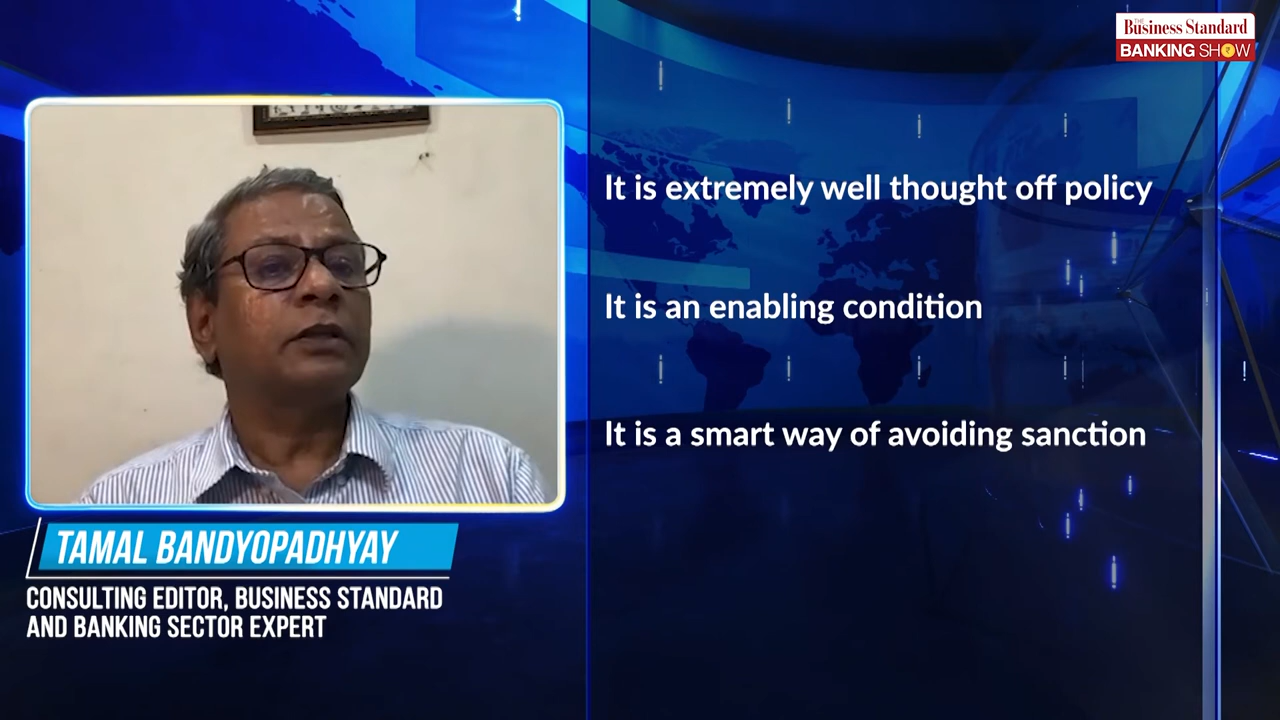 THE
Business Standard
BANKING SHOW
It is extremely well thought off policy
It is an enabling condition
It is a smart way of avoiding sanction
TAMAL BANDYOPADHYAY
CONSULTING EDITOR, BUSINESS STANDARD
AND BANKING SECTOR EXPERT